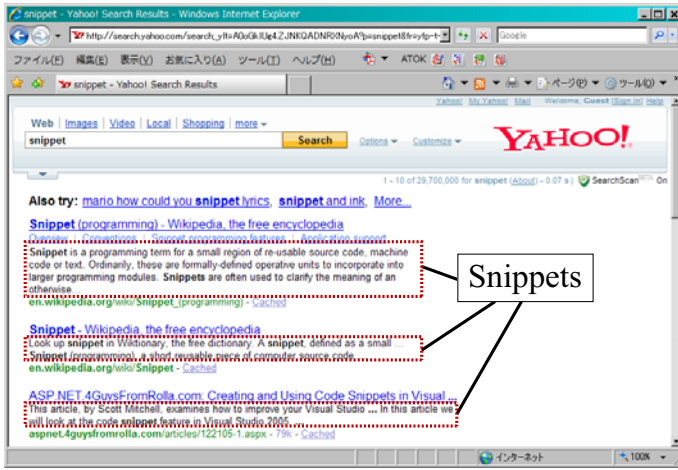 snippet - Yahoo! Search Results - Windows Internet Explorer
Google
ファイル(F) 編集(E) 表示(V) お気に入り(A) ツール(T) ヘルプ(H) ATOK
snippet - Yahoo! Search Results ページ(P) ツール(O)
Yahoo! My Yahoo! Mail Welcome, Guest [Sign In] Help
Web | Images | Video | Local | Shopping | more
snippet Search Options Customize YAHOO!
1 - 10 of 29,700,000 for snippet (About) - 0.07 s | SearchScan On
Also try: mario how could you snippet lyrics, snippet and ink, More...
Snippet (programming) - Wikipedia, the free encyclopedia
Overview | Conventions | Snippet programming features | Application support
Snippet is a programming term for a small region of re-usable source code, machine
code or text. Ordinarily, these are formally-defined operative units to incorporate into
larger programming modules. Snippets are often used to clarify the meaning of an
otherwise...
en.wikipedia.org/wiki/Snippet_(programming) - Cached
Snippets
Snippet - Wikipedia, the free encyclopedia
Look up snippet in Wiktionary, the free dictionary. A snippet, defined as a small ...
Snippet (programming), a short reusable piece of computer source code
en.wikipedia.org/wiki/Snippet - Cached
ASP.NET.4GuysFromRolla.com: Creating and Using Code Snippets in Visual ...
This article, by Scott Mitchell, examines how to improve your Visual Studio ... In this article we
will look at the code snippet feature in Visual Studio 2005. ...
aspnet.4guysfromrolla.com/articles/122105-1.aspx - 79k - Cached
インターネット 100%